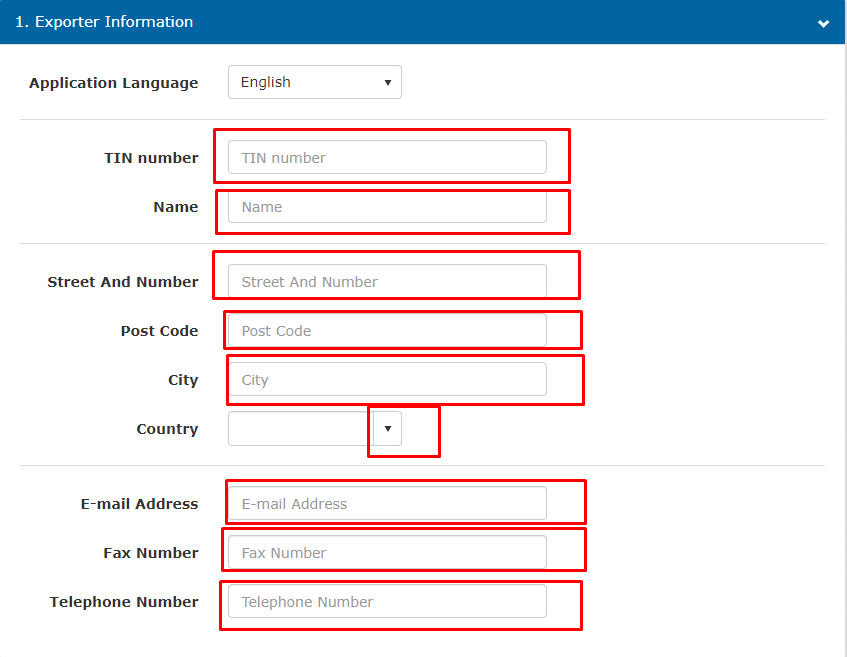 1. Exporter Information
Application Language English
TIN number TIN number
Name Name
Street And Number Street And Number
Post Code Post Code
City City
Country
E-mail Address E-mail Address
Fax Number Fax Number
Telephone Number Telephone Number